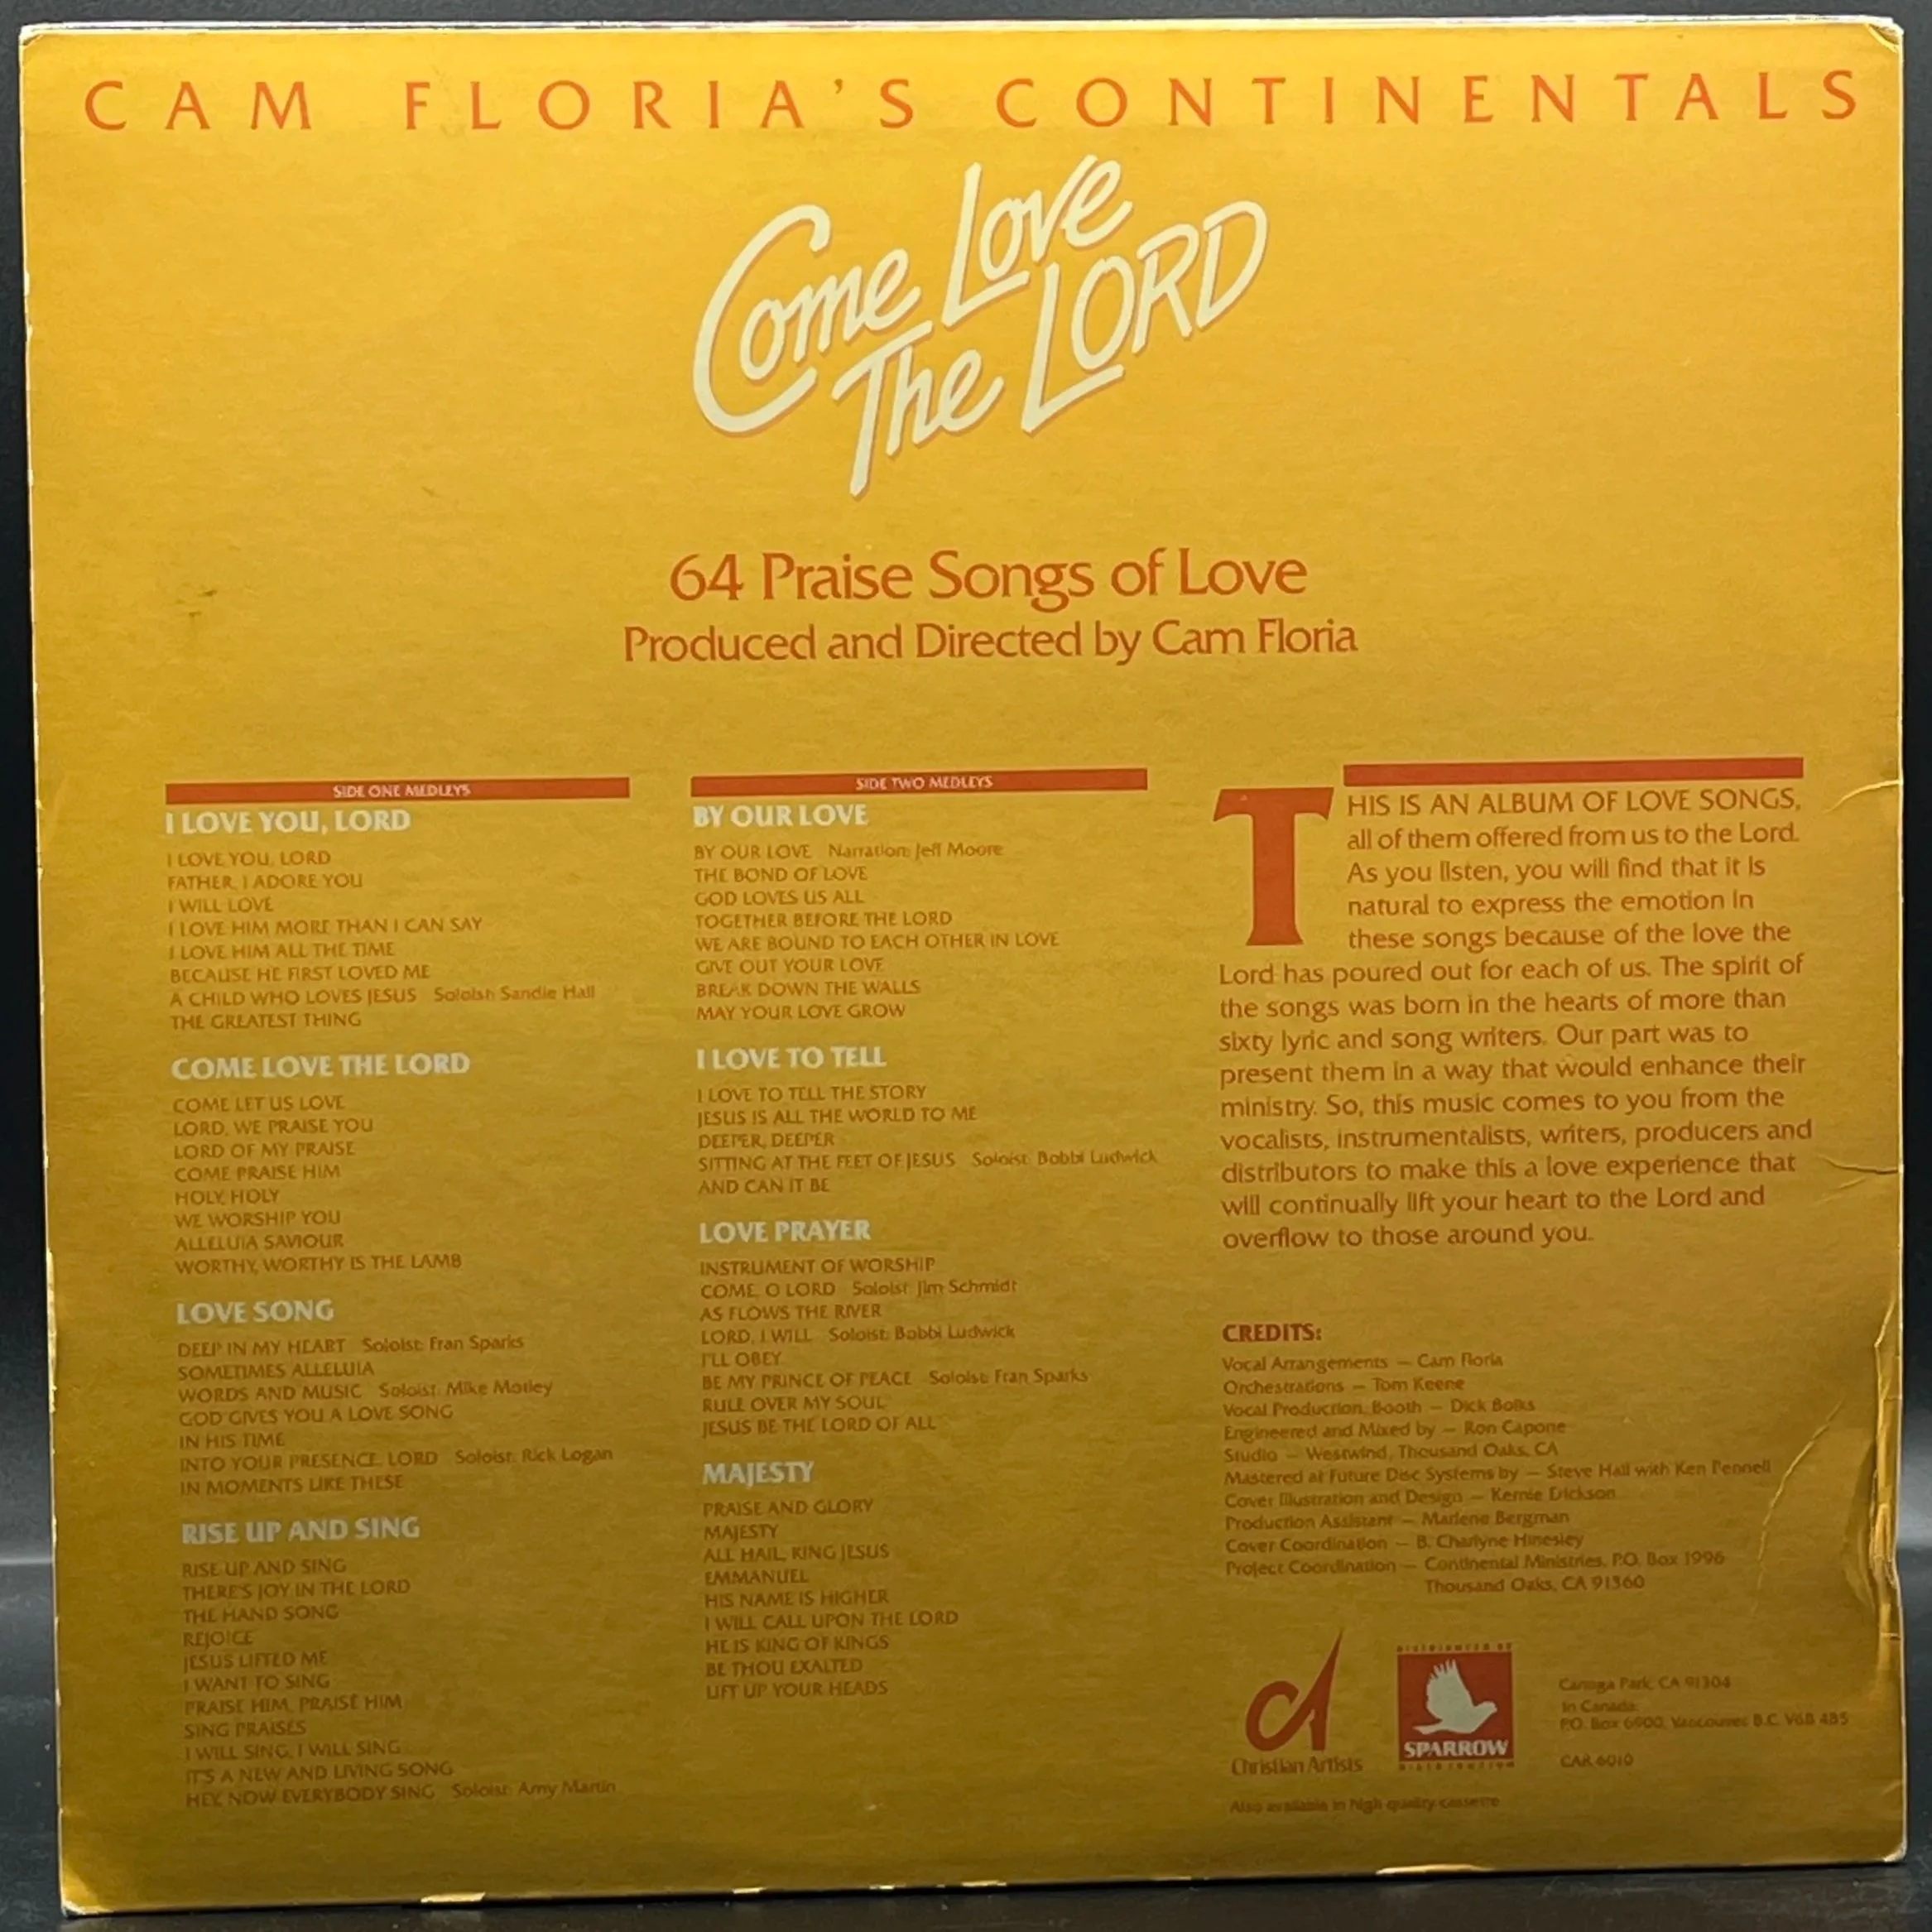 CAM FLORIA'S CONTINENTALS
Come Love
The LORD
64 Praise Songs of Love
Produced and Directed by Cam Floria
SIDE ONE MEDLEYS
I LOVE YOU, LORD
I LOVE YOU, LORD
FATHER, I ADORE YOU
I WILL LOVE
I LOVE HIM MORE THAN I CAN SAY
I LOVE HIM ALL THE TIME
BECAUSE HE FIRST LOVED ME
A CHILD WHO LOVES JESUS Soloist: Sandie Hall
THE GREATEST THING
COME LOVE THE LORD
COME LET US LOVE
LORD, WE PRAISE YOU
LORD OF MY PRAISE
COME PRAISE HIM
HOLY, HOLY
WE WORSHIP YOU
ALLELUIA SAVIOUR
WORTHY, WORTHY IS THE LAMB
LOVE SONG
DEEP IN MY HEART Soloist: Fran Sparks
SOMETIMES ALLELUIA
WORDS AND MUSIC Soloist: Mike Motley
GOD GIVES YOU A LOVE SONG
IN HIS TIME
INTO YOUR PRESENCE, LORD Soloist: Rick Logan
IN MOMENTS LIKE THESE
RISE UP AND SING
RISE UP AND SING
THERE'S JOY IN THE LORD
THE HAND SONG
REJOICE
JESUS LIFTED ME
I WANT TO SING
PRAISE HIM, PRAISE HIM
SING PRAISES
I WILL SING, I WILL SING
IT'S A NEW AND LIVING SONG
HEY, NOW EVERYBODY SING Soloist: Amy Martin
SIDE TWO MEDLEYS
BY OUR LOVE
BY OUR LOVE Narration: Jeff Moore
THE BOND OF LOVE
GOD LOVES US ALL
TOGETHER BEFORE THE LORD
WE ARE BOUND TO EACH OTHER IN LOVE
GIVE OUT YOUR LOVE
BREAK DOWN THE WALLS
MAY YOUR LOVE GROW
I LOVE TO TELL
I LOVE TO TELL THE STORY
JESUS IS ALL THE WORLD TO ME
DEEPER, DEEPER
SITTING AT THE FEET OF JESUS Soloist: Bobbi Ludwick
AND CAN IT BE
LOVE PRAYER
INSTRUMENT OF WORSHIP
COME, O LORD Soloist: Jim Schmidt
AS FLOWS THE RIVER
LORD, I WILL Soloist: Bobbi Ludwick
I'LL OBEY
BE MY PRINCE OF PEACE Soloist: Fran Sparks
RULE OVER MY SOUL
JESUS BE THE LORD OF ALL
MAJESTY
PRAISE AND GLORY
MAJESTY
ALL HAIL, KING JESUS
EMMANUEL
HIS NAME IS HIGHER
I WILL CALL UPON THE LORD
HE IS KING OF KINGS
BE THOU EXALTED
LIFT UP YOUR HEADS
THIS IS AN ALBUM OF LOVE SONGS,
all of them offered from us to the Lord.
As you listen, you will find that it is
natural to express the emotion in
these songs because of the love the
Lord has poured out for each of us. The spirit of
the songs was born in the hearts of more than
sixty lyric and song writers. Our part was to
present them in a way that would enhance their
ministry. So, this music comes to you from the
vocalists, instrumentalists, writers, producers and
distributors to make this a love experience that
will continually lift your heart to the Lord and
overflow to those around you.
CREDITS:
Vocal Arrangements — Cam Floria
Orchestrations — Tom Keene
Vocal Production, Booth — Dick Bolks
Engineered and Mixed by — Ron Capone
Studio — Westwind, Thousand Oaks, CA
Mastered at Future Disc Systems by — Steve Hall with Ken Pennell
Cover Illustration and Design — Kernie Erickson
Production Assistant — Marlene Bergman
Cover Coordination — B. Charlyne Hinesley
Project Coordination — Continental Ministries, P.O. Box 1996
Thousand Oaks, CA 91360
Christian Artists
DISTRIBUTED BY
SPARROW
DISTRIBUTION
Canoga Park, CA 91304
In Canada:
P.O. Box 6900, Vancouver, B.C. V6B 4B5
CAR 6010
Also available in high quality cassette